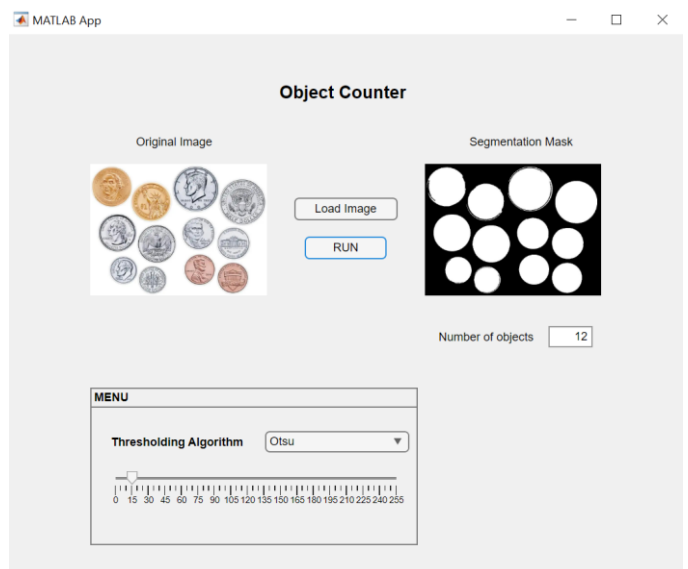 MATLAB App
Object Counter
Original Image
Segmentation Mask
Load Image
RUN
Number of objects 12
MENU
Thresholding Algorithm Otsu
0 15 30 45 60 75 90 105 120 135 150 165 180 195 210 225 240 255